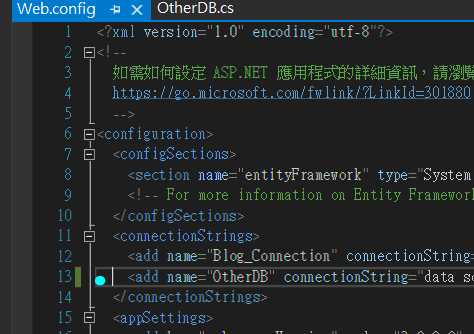 Web.config OtherDB.cs
1 <?xml version="1.0" encoding="utf-8"?>
2 <!--
3 如需如何設定 ASP.NET 應用程式的詳細資訊，請瀏覽
4 https://go.microsoft.com/fwlink/?LinkId=301880
5 -->
6 <configuration>
7 <configSections>
8 <section name="entityFramework" type="System
9 <!-- For more information on Entity Framework
10 </configSections>
11 <connectionStrings>
12 <add name="Blog_Connection" connectionString=
13 <add name="OtherDB" connectionString="data so
14 </connectionStrings>
15 <appSettings>